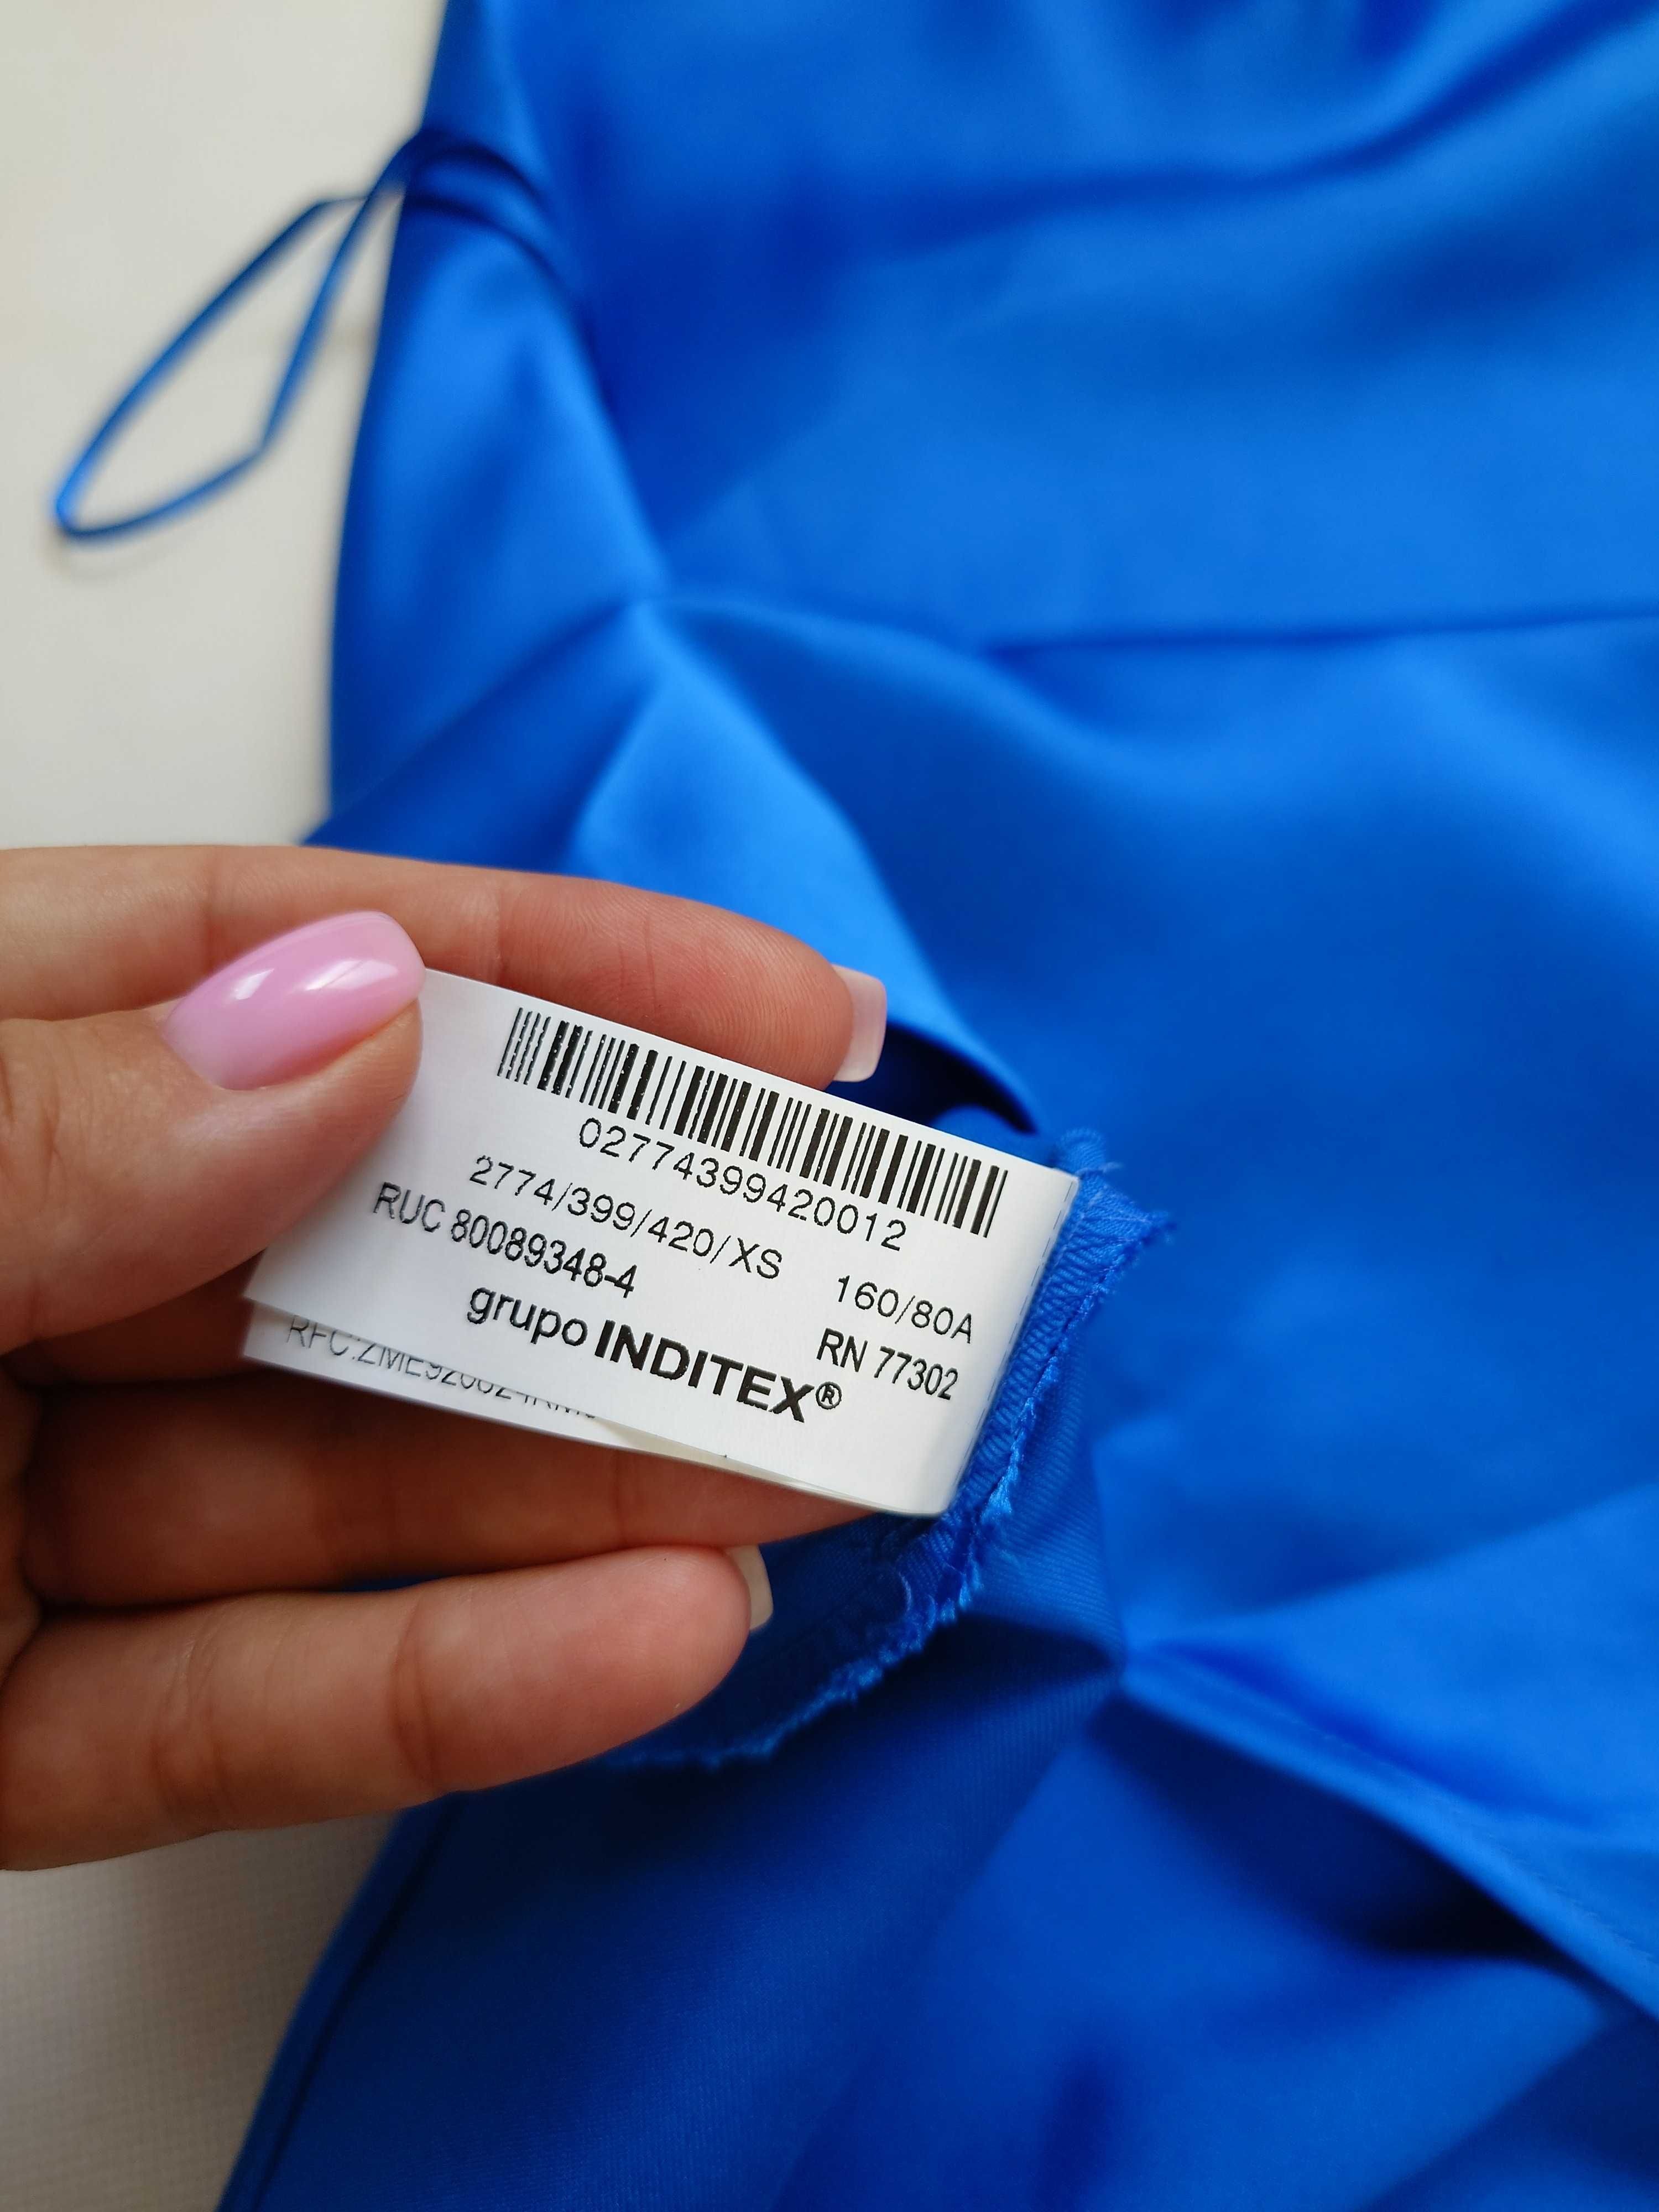 02774399420012
2774/399/420/XS 160/80A
RUC 80089348-4 RN 77302
grupo INDITEX®